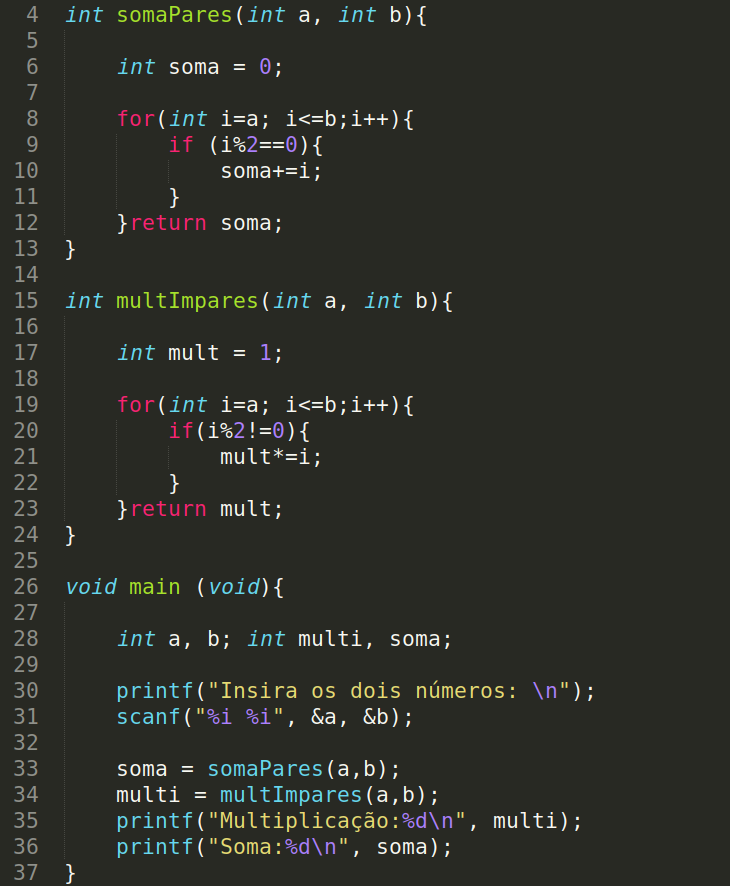 4 int somaPares(int a, int b){
5
6     int soma = 0;
7
8     for(int i=a; i<=b;i++){
9         if (i%2==0){
10             soma+=i;
11         }
12     }return soma;
13 }
14
15 int multImpares(int a, int b){
16
17     int mult = 1;
18
19     for(int i=a; i<=b;i++){
20         if(i%2!=0){
21             mult*=i;
22         }
23     }return mult;
24 }
25
26 void main (void){
27
28     int a, b; int multi, soma;
29
30     printf("Insira os dois números: \n");
31     scanf("%i %i", &a, &b);
32
33     soma = somaPares(a,b);
34     multi = multImpares(a,b);
35     printf("Multiplicação:%d\n", multi);
36     printf("Soma:%d\n", soma);
37 }